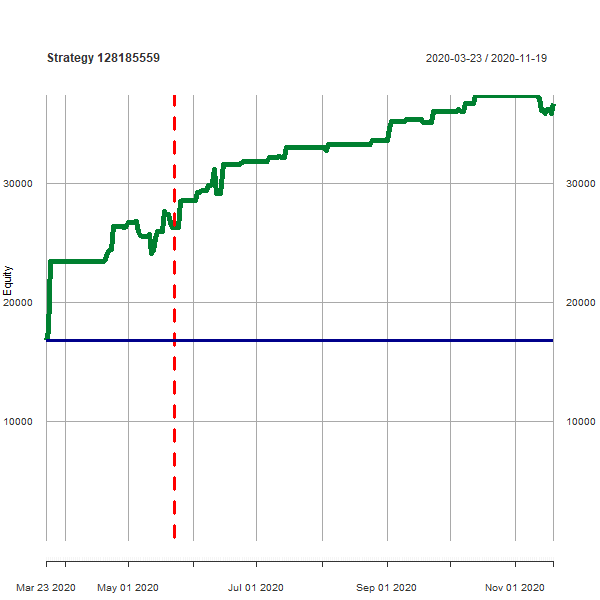 Strategy 128185559
2020-03-23 / 2020-11-19
30000
30000
Equity
20000
20000
10000
10000
Mar 23 2020
May 01 2020
Jul 01 2020
Sep 01 2020
Nov 01 2020